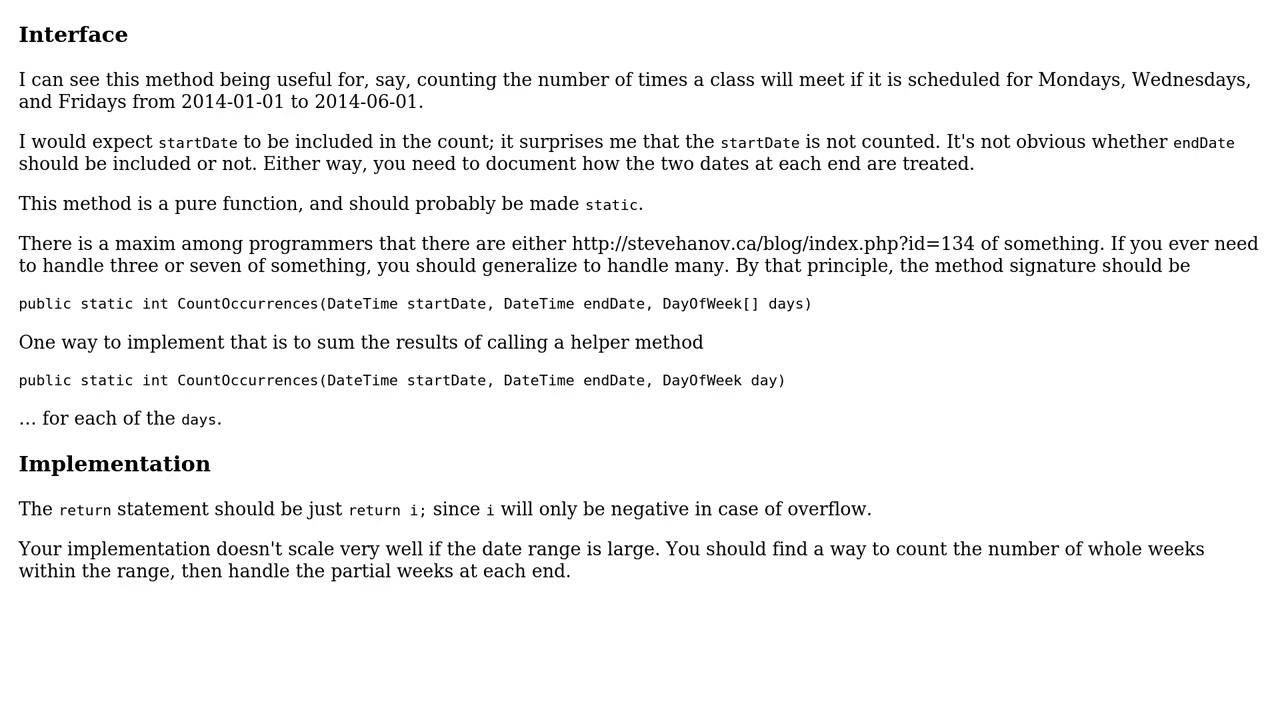 Interface
I can see this method being useful for, say, counting the number of times a class will meet if it is scheduled for Mondays, Wednesdays,
and Fridays from 2014-01-01 to 2014-06-01.
I would expect startDate to be included in the count; it surprises me that the startDate is not counted. It's not obvious whether endDate
should be included or not. Either way, you need to document how the two dates at each end are treated.
This method is a pure function, and should probably be made static.
There is a maxim among programmers that there are either http://stevehanov.ca/blog/index.php?id=134 of something. If you ever need
to handle three or seven of something, you should generalize to handle many. By that principle, the method signature should be
public static int CountOccurrences(DateTime startDate, DateTime endDate, DayOfWeek[] days)
One way to implement that is to sum the results of calling a helper method
public static int CountOccurrences(DateTime startDate, DateTime endDate, DayOfWeek day)
… for each of the days.
Implementation
The return statement should be just return i; since i will only be negative in case of overflow.
Your implementation doesn't scale very well if the date range is large. You should find a way to count the number of whole weeks
within the range, then handle the partial weeks at each end.